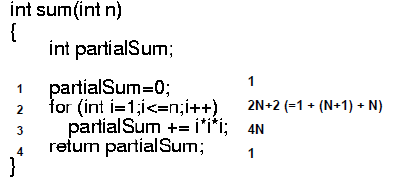 int sum(int n)
{
int partialSum;
1 partialSum=0; 1
2 for (int i=1;i<=n;i++) 2N+2 (=1 + (N+1) + N)
3 partialSum += i*i*i; 4N
4 return partialSum; 1
}